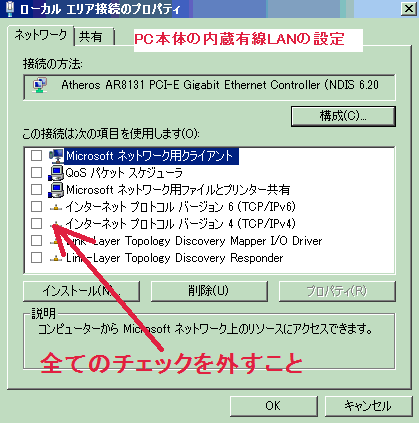 ローカル エリア接続のプロパティ
ネットワーク
共有
PC本体の内蔵有線LANの設定
接続の方法:
Atheros AR8131 PCI-E Gigabit Ethernet Controller (NDIS 6.20
構成(C)...
この接続は次の項目を使用します(O):
Microsoft ネットワーク用クライアント
QoS パケット スケジューラ
Microsoft ネットワーク用ファイルとプリンター共有
インターネット プロトコル バージョン 6 (TCP/IPv6)
インターネット プロトコル バージョン 4 (TCP/IPv4)
Link-Layer Topology Discovery Mapper I/O Driver
Link-Layer Topology Discovery Responder
インストール(N)...
削除(U)
プロパティ(R)
説明
コンピューターから Microsoft ネットワーク上のリソースにアクセスできます。
全てのチェックを外すこと
OK
キャンセル